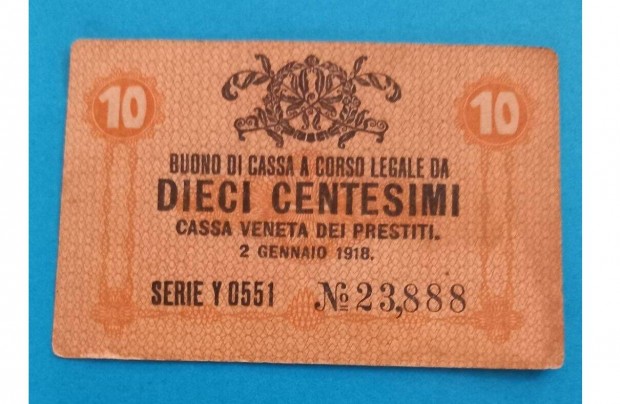 10 10
BUONO DI CASSA A CORSO LEGALE DA
DIECI CENTESIMI
CASSA VENETA DEI PRESTITI.
2 GENNAIO 1918.
SERIE Y 0551 № 23,888